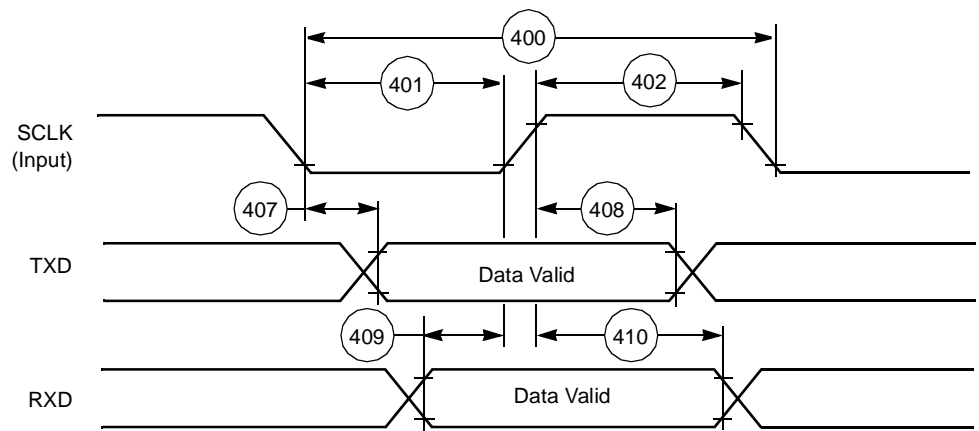 400
401
402
SCLK
(Input)
407
408
TXD
Data Valid
409
410
RXD
Data Valid